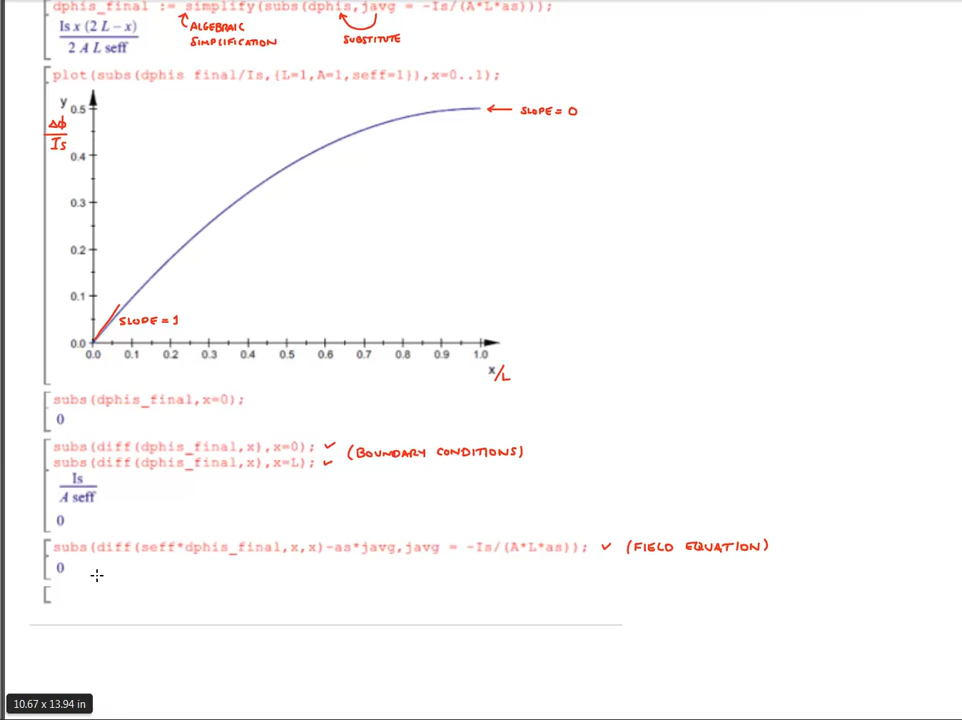 dphis_final := simplify(subs(dphis,javg = -Is/(A*L*as)));
Is x (2 L - x)
2 A L seff
ALGEBRAIC
SIMPLIFICATION
SUBSTITUTE
plot(subs(dphis final/Is,{L=1,A=1,seff=1}),x=0..1);
y
Δϕ
Is
0.5
0.4
0.3
0.2
0.1
0.0
SLOPE = 0
SLOPE = 1
0.0 0.1 0.2 0.3 0.4 0.5 0.6 0.7 0.8 0.9 1.0
x/L
subs(dphis_final,x=0);
0
subs(diff(dphis_final,x),x=0); ✓ (BOUNDARY CONDITIONS)
subs(diff(dphis_final,x),x=L); ✓
Is
A seff
0
subs(diff(seff*dphis_final,x,x)-as*javg,javg = -Is/(A*L*as)); ✓ (FIELD EQUATION)
0
10.67 x 13.94 in